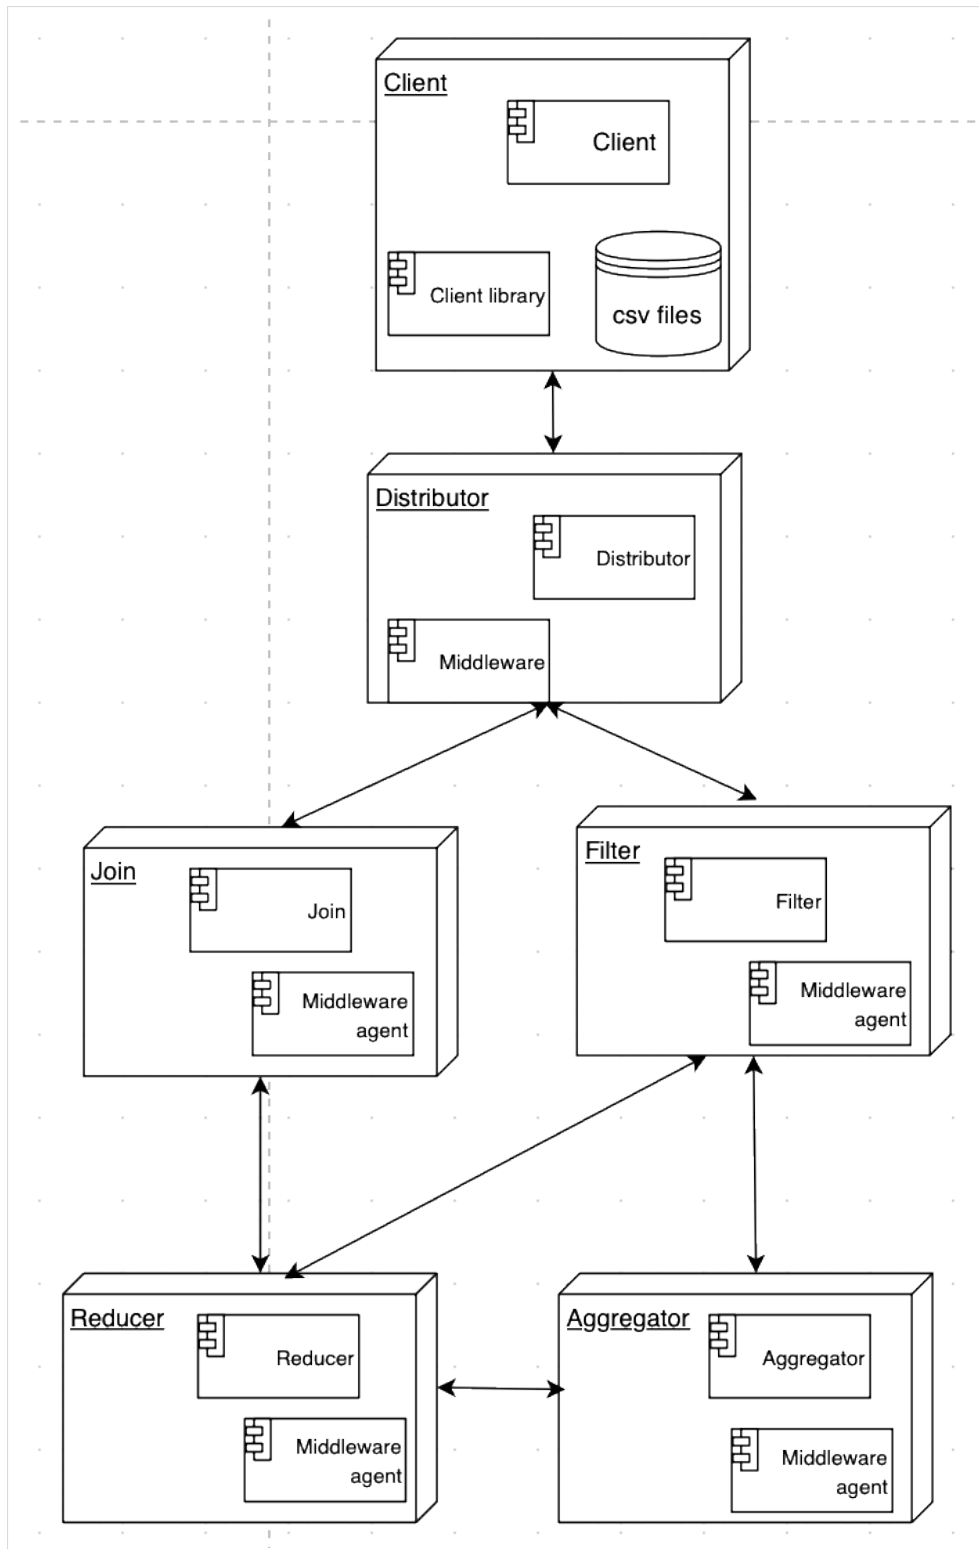 Client
Client
Client library
csv files
Distributor
Distributor
Middleware
Join
Join
Middleware
agent
Filter
Filter
Middleware
agent
Reducer
Reducer
Middleware
agent
Aggregator
Aggregator
Middleware
agent